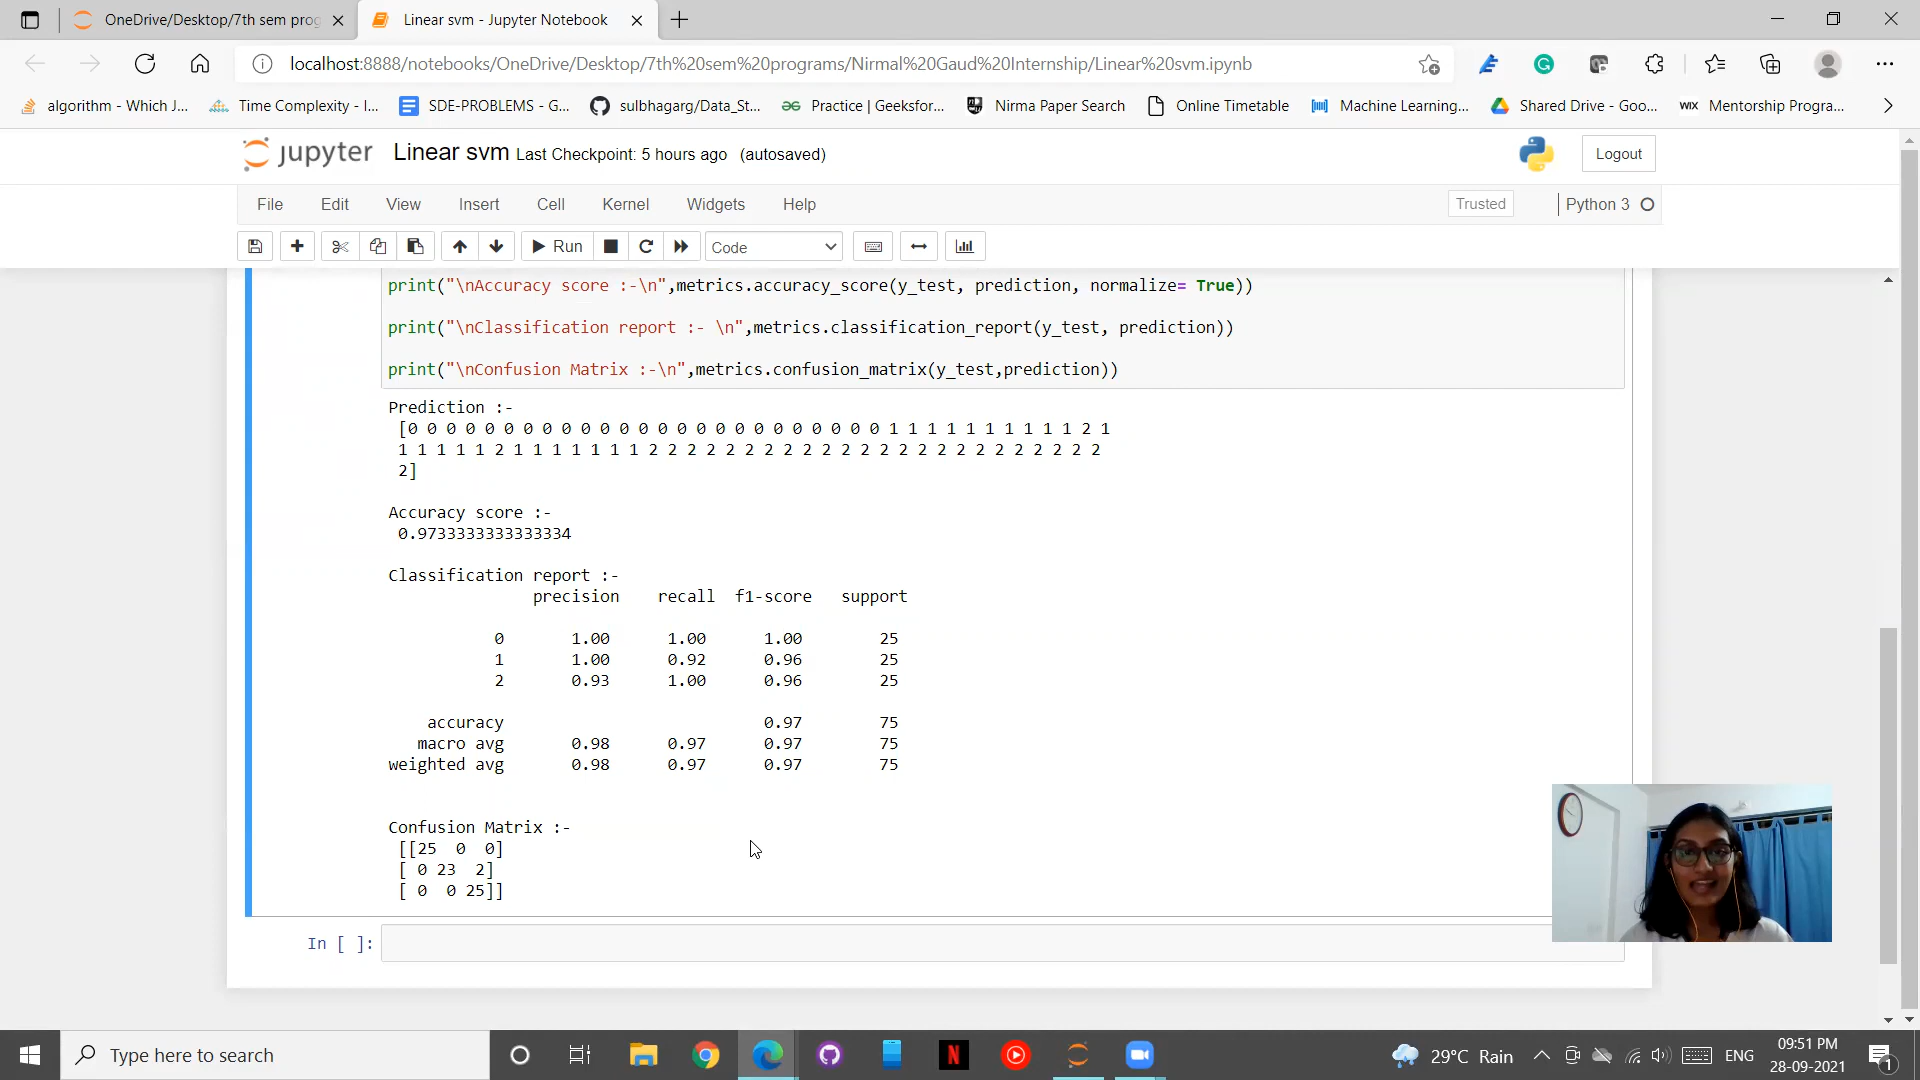 OneDrive/Desktop/7th sem prog
Linear svm - Jupyter Notebook
localhost:8888/notebooks/OneDrive/Desktop/7th%20sem%20programs/Nirmal%20Gaud%20Internship/Linear%20svm.ipynb
algorithm - Which J... Time Complexity - I... SDE-PROBLEMS - G... sulbhagarg/Data_St... Practice | Geeksfor... Nirma Paper Search Online Timetable Machine Learning,... Shared Drive - Goo... WIX Mentorship Progra...
jupyter Linear svm Last Checkpoint: 5 hours ago (autosaved) Logout
File Edit View Insert Cell Kernel Widgets Help Trusted Python 3
Run Code
print("\nAccuracy score :-\n",metrics.accuracy_score(y_test, prediction, normalize= True))
print("\nClassification report :- \n",metrics.classification_report(y_test, prediction))
print("\nConfusion Matrix :-\n",metrics.confusion_matrix(y_test,prediction))
Prediction :-
[0 0 0 0 0 0 0 0 0 0 0 0 0 0 0 0 0 0 0 0 0 0 0 0 0 1 1 1 1 1 1 1 1 1 1 2 1
1 1 1 1 1 2 1 1 1 1 1 1 1 2 2 2 2 2 2 2 2 2 2 2 2 2 2 2 2 2 2 2 2 2 2 2 2
2]
Accuracy score :-
0.9733333333333334
Classification report :-
precision recall f1-score support
0 1.00 1.00 1.00 25
1 1.00 0.92 0.96 25
2 0.93 1.00 0.96 25
accuracy 0.97 75
macro avg 0.98 0.97 0.97 75
weighted avg 0.98 0.97 0.97 75
Confusion Matrix :-
[[25 0 0]
[ 0 23 2]
[ 0 0 25]]
In [ ]:
Type here to search
29°C Rain
ENG
09:51 PM
28-09-2021
1